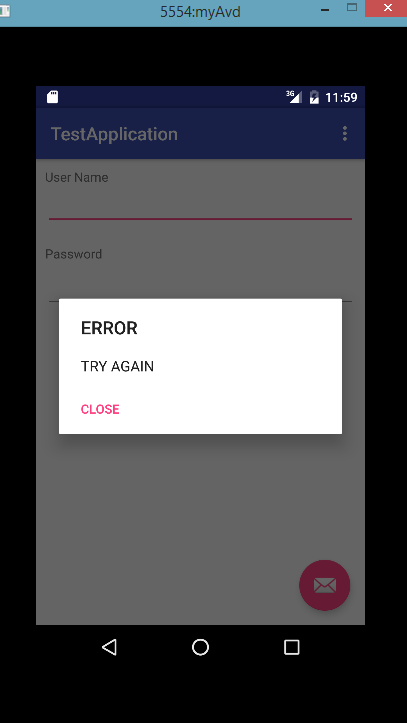 5554:myAvd
3G 11:59
TestApplication
User Name
Password
ERROR
TRY AGAIN
CLOSE